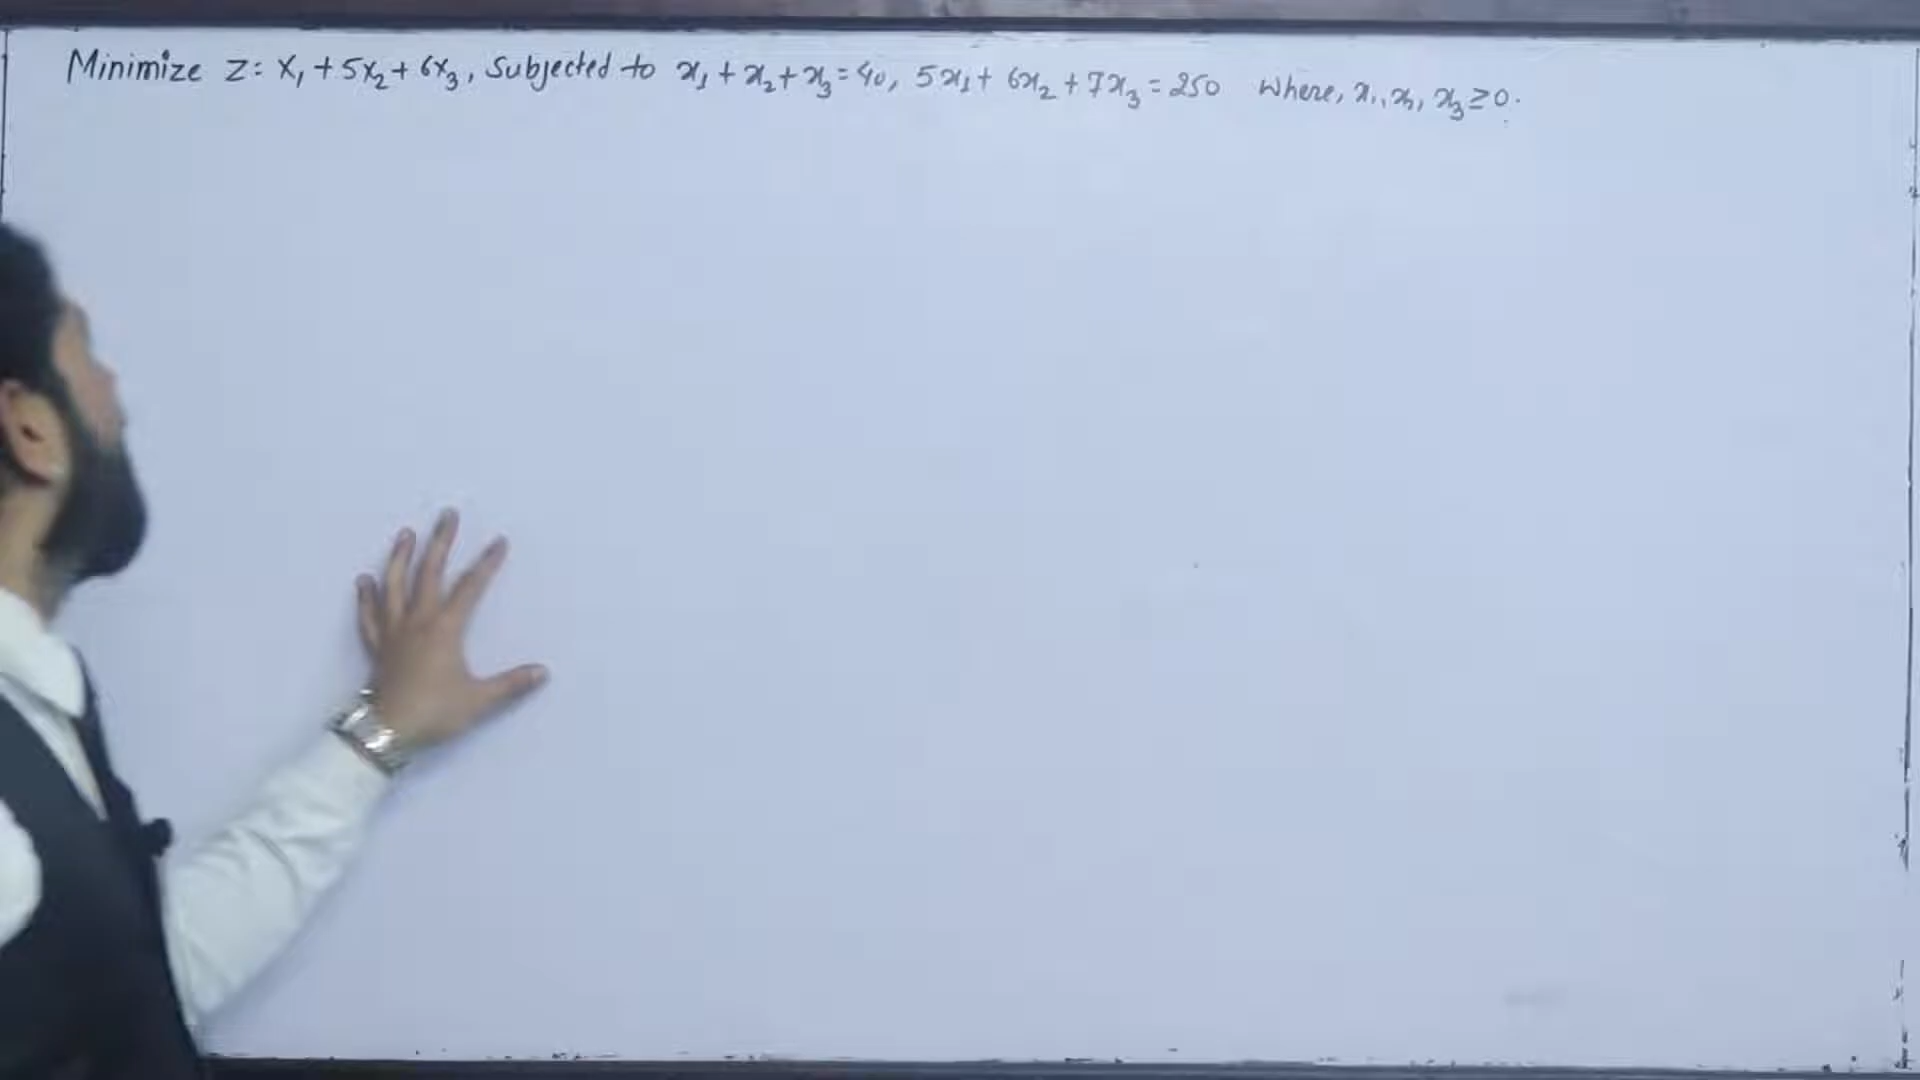 Minimize z: x₁ + 5x₂ + 6x₃, Subjected to x₁ + x₂ + x₃ = 40, 5x₁ + 6x₂ + 7x₃ = 250 where, x₁, x₂, x₃ ≥ 0.